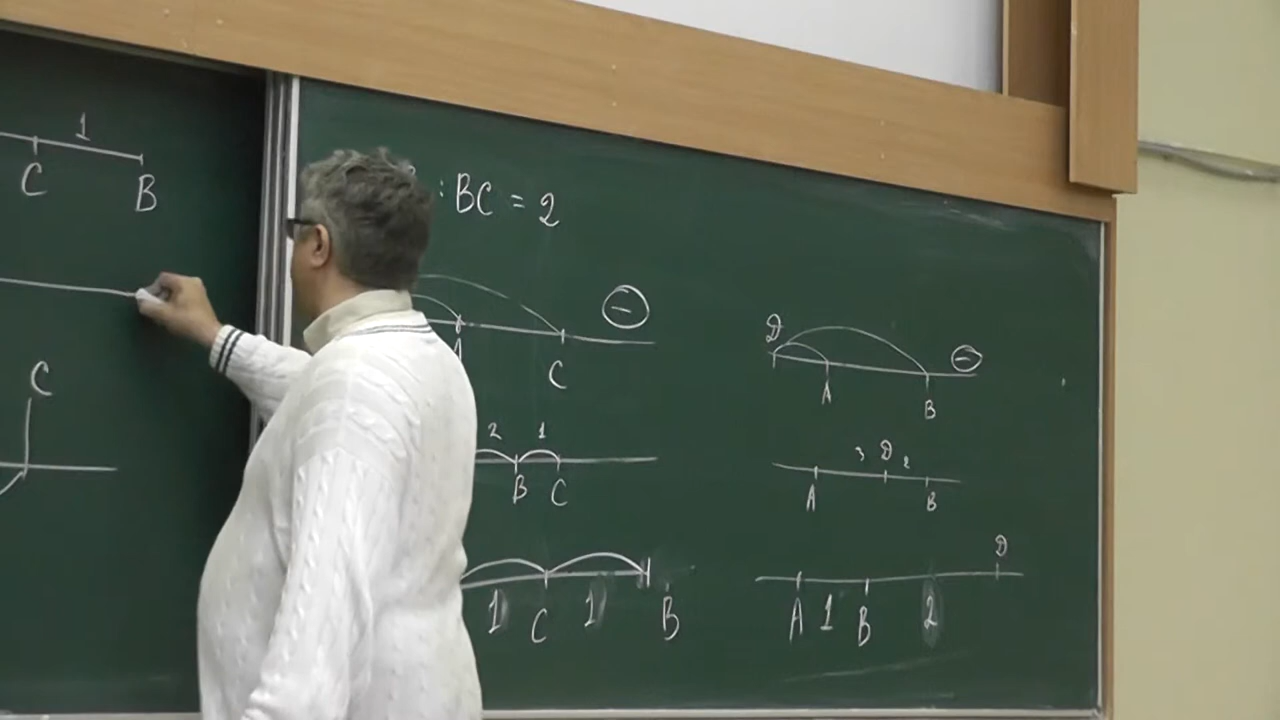 1
C B
C
: BC = 2
−
A C
2 1
B C
1 C 1 B
D −
A B
3 D 2
A B
D
A 1 B 2